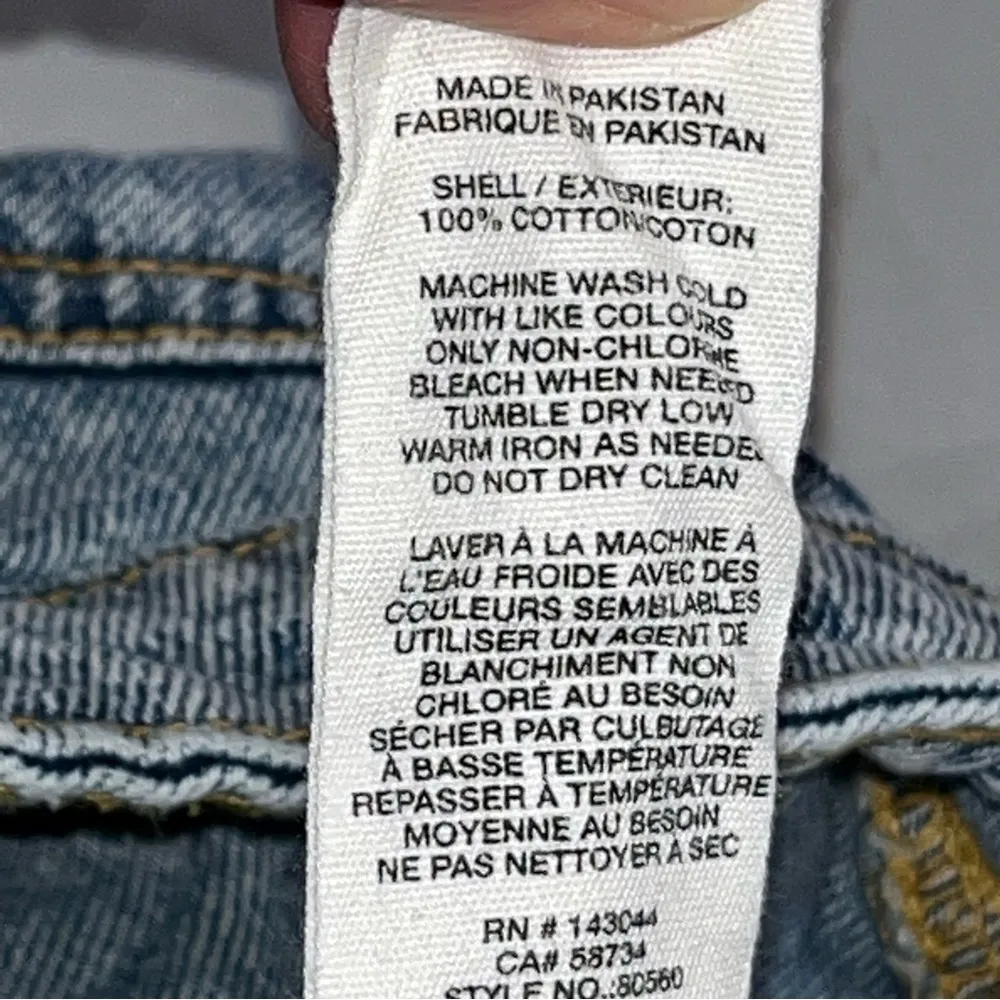 MADE IN PAKISTAN
FABRIQUE EN PAKISTAN
SHELL / EXTERIEUR:
100% COTTON/COTON
MACHINE WASH COLD
WITH LIKE COLOURS
ONLY NON-CHLORINE
BLEACH WHEN NEEDED
TUMBLE DRY LOW
WARM IRON AS NEEDED
DO NOT DRY CLEAN
LAVER À LA MACHINE À
L'EAU FROIDE AVEC DES
COULEURS SEMBLABLES
UTILISER UN AGENT DE
BLANCHIMENT NON
CHLORÉ AU BESOIN
SÉCHER PAR CULBUTAGE
À BASSE TEMPÉRATURE
REPASSER À TEMPÉRATURE
MOYENNE AU BESOIN
NE PAS NETTOYER À SEC
RN # 143044
CA# 58734
STYLE NO.:80560